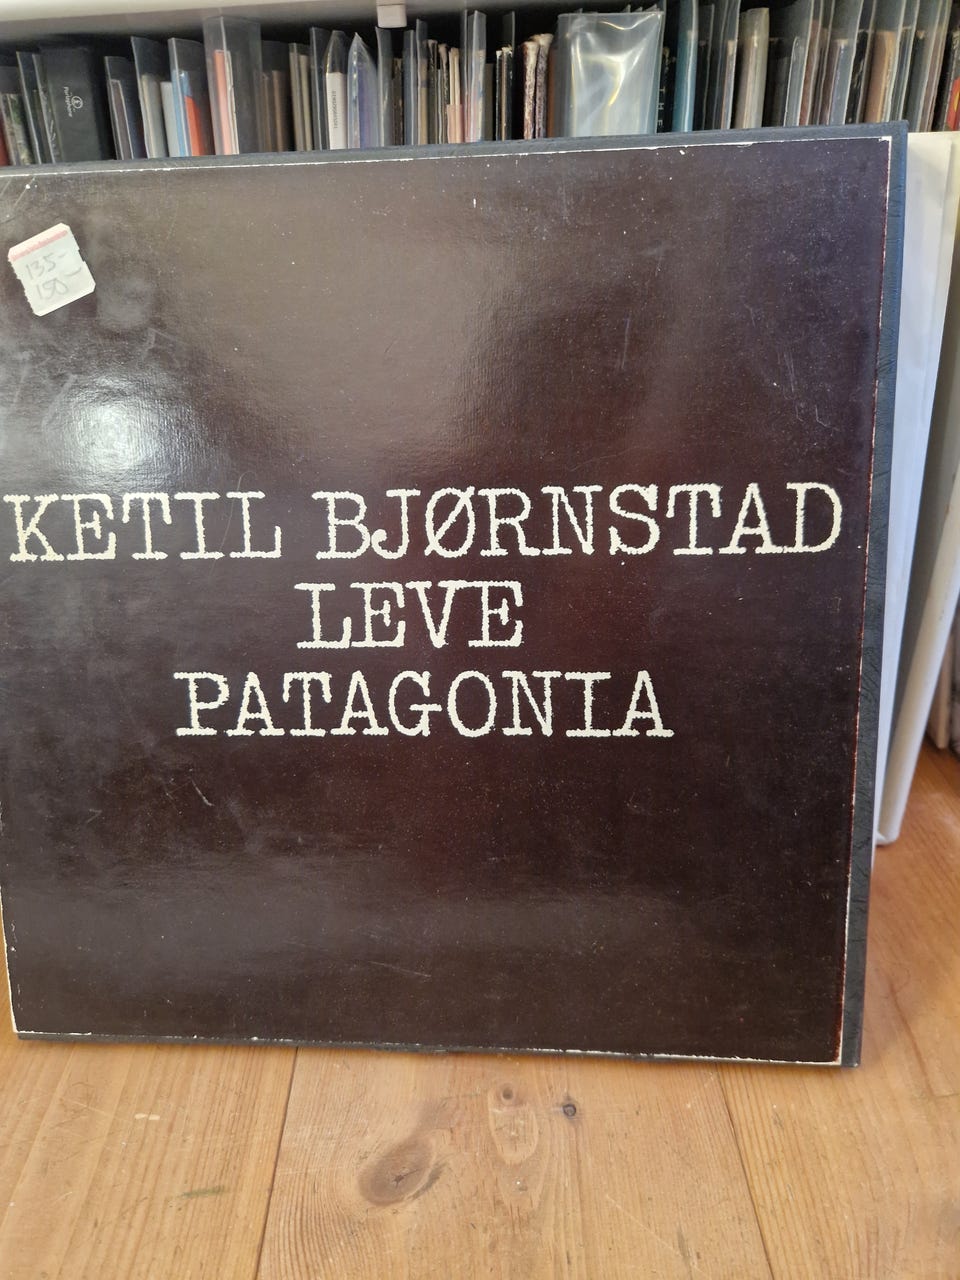 135-
150-
KETIL BJØRNSTAD
LEVE
PATAGONIA